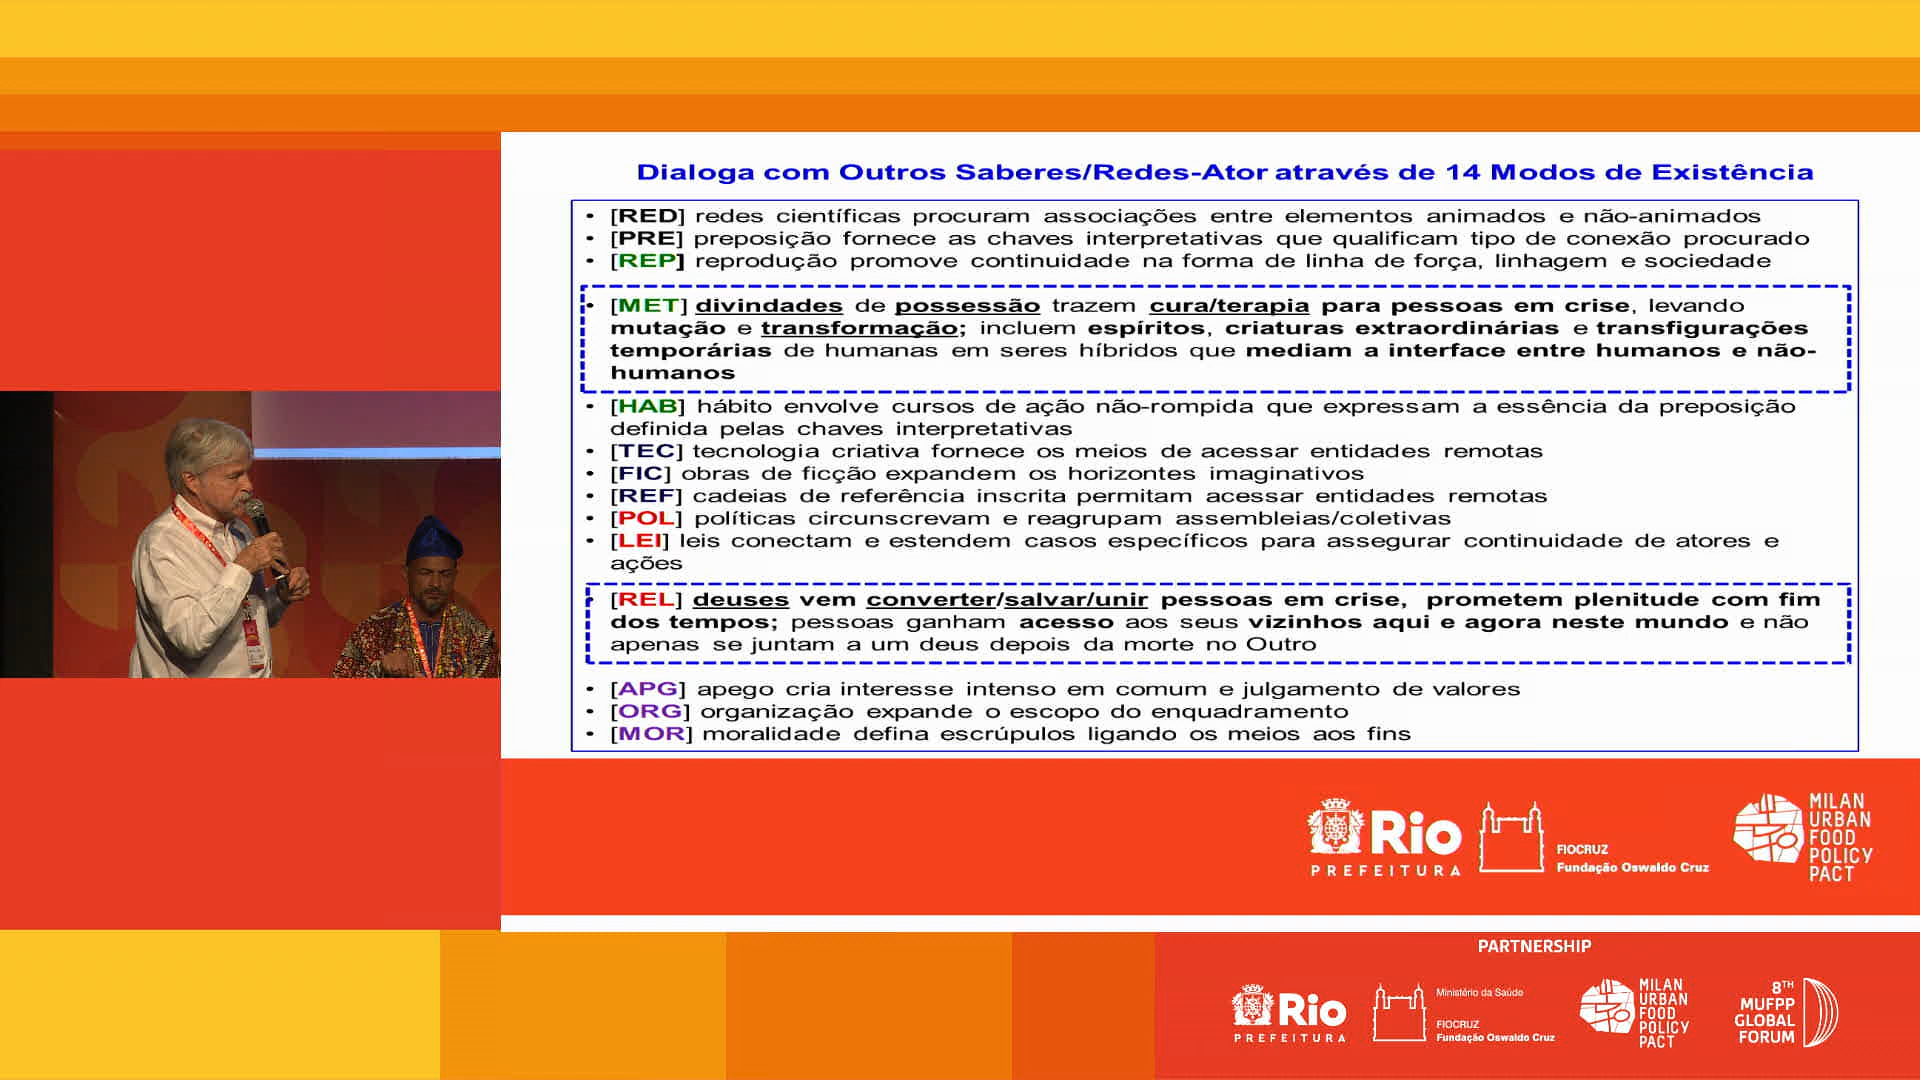 Dialoga com Outros Saberes/Redes-Ator através de 14 Modos de Existência
• [RED] redes científicas procuram associações entre elementos animados e não-animados
• [PRE] preposição fornece as chaves interpretativas que qualificam tipo de conexão procurado
• [REP] reprodução promove continuidade na forma de linha de força, linhagem e sociedade
• [MET] divindades de possessão trazem cura/terapia para pessoas em crise, levando
mutação e transformação; incluem espíritos, criaturas extraordinárias e transfigurações
temporárias de humanas em seres híbridos que mediam a interface entre humanos e não-
humanos
• [HAB] hábito envolve cursos de ação não-rompida que expressam a essência da preposição
definida pelas chaves interpretativas
• [TEC] tecnologia criativa fornece os meios de acessar entidades remotas
• [FIC] obras de ficção expandem os horizontes imaginativos
• [REF] cadeias de referência inscrita permitam acessar entidades remotas
• [POL] políticas circunscrevam e reagrupam assembleias/coletivas
• [LEI] leis conectam e estendem casos específicos para assegurar continuidade de atores e
ações
• [REL] deuses vem converter/salvar/unir pessoas em crise, prometem plenitude com fim
dos tempos; pessoas ganham acesso aos seus vizinhos aqui e agora neste mundo e não
apenas se juntam a um deus depois da morte no Outro
• [APG] apego cria interesse intenso em comum e julgamento de valores
• [ORG] organização expande o escopo do enquadramento
• [MOR] moralidade defina escrúpulos ligando os meios aos fins
Rio
PREFEITURA
FIOCRUZ
Fundação Oswaldo Cruz
MILAN
URBAN
FOOD
POLICY
PACT
PARTNERSHIP
Rio
PREFEITURA
Ministério da Saúde
FIOCRUZ
Fundação Oswaldo Cruz
MILAN
URBAN
FOOD
POLICY
PACT
8TH
MUFPP
GLOBAL
FORUM